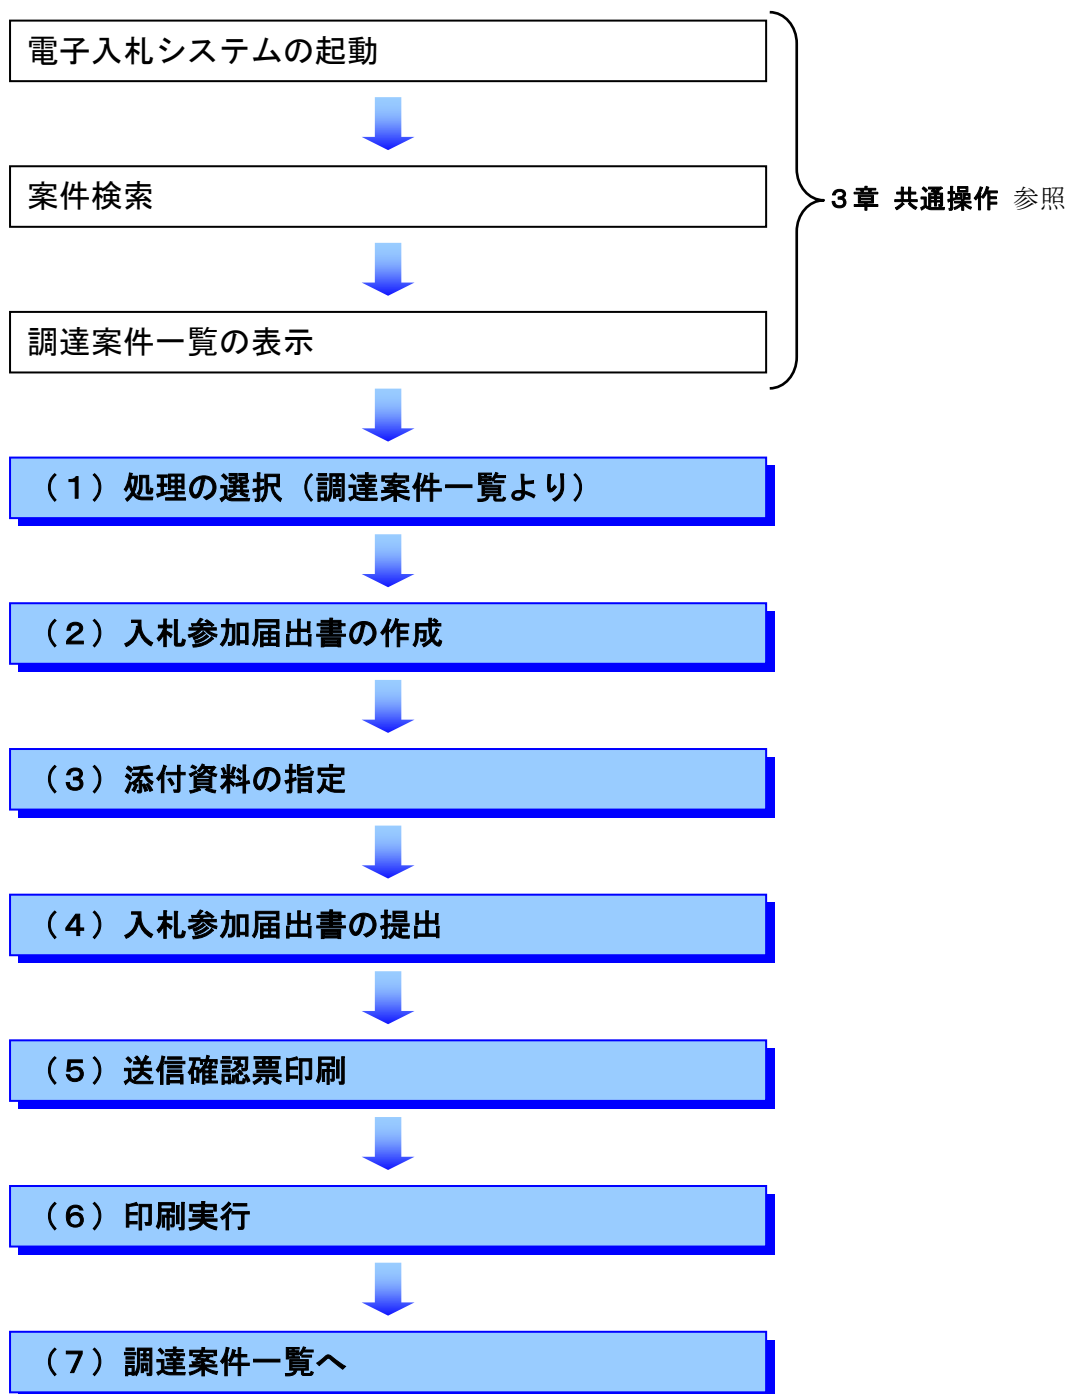 電子入札システムの起動
案件検索
３章 共通操作 参照
調達案件一覧の表示
（１）処理の選択（調達案件一覧より）
（２）入札参加届出書の作成
（３）添付資料の指定
（４）入札参加届出書の提出
（５）送信確認票印刷
（６）印刷実行
（７）調達案件一覧へ